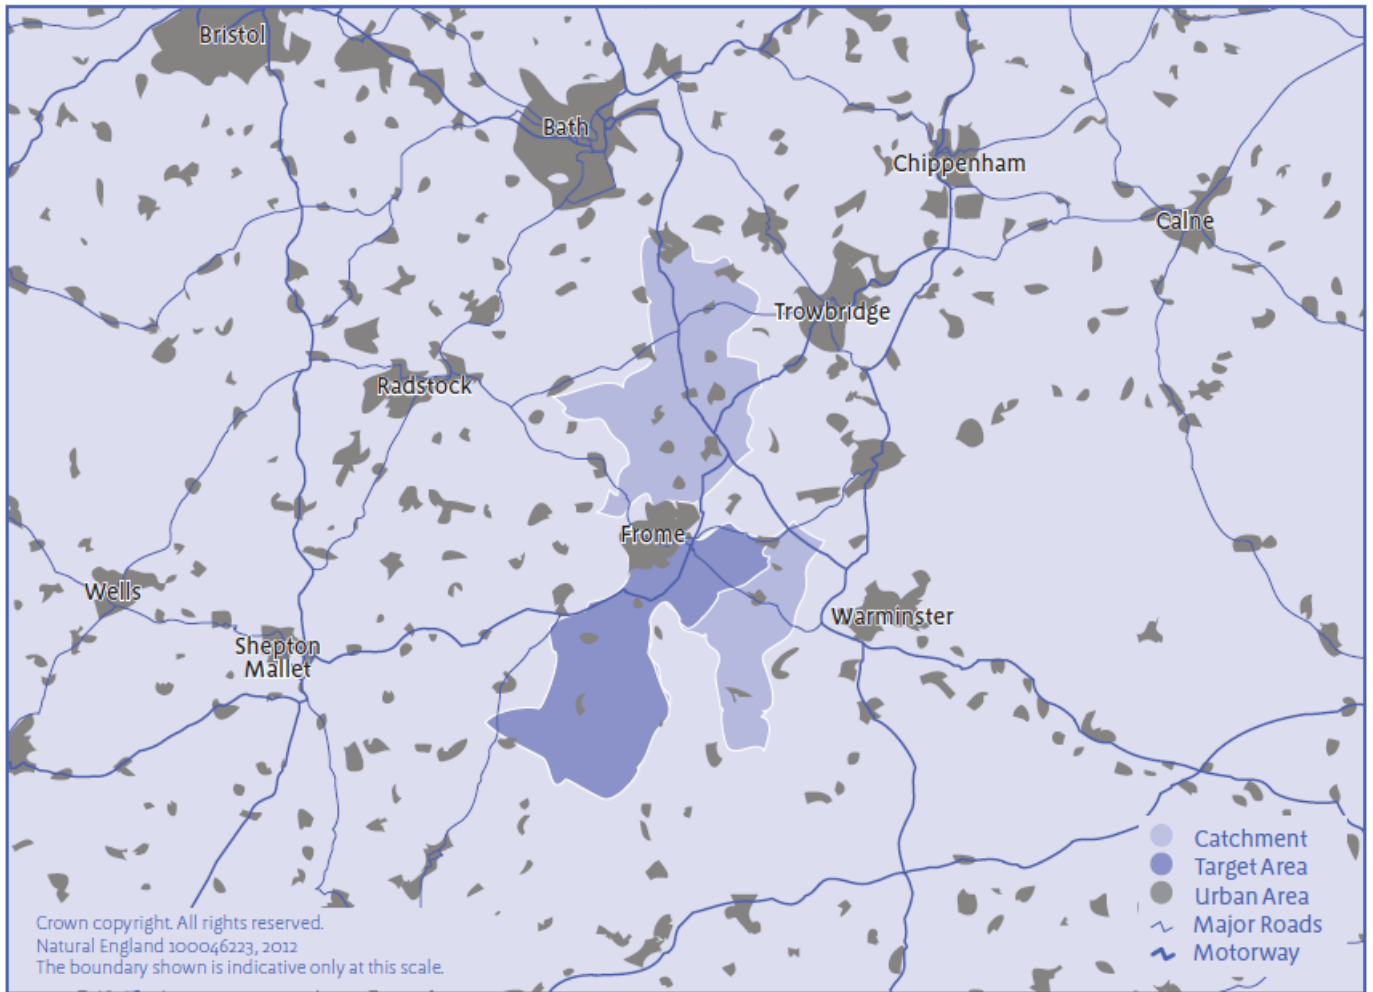 Bristol
Bath
Chippenham
Calne
Trowbridge
Radstock
Frome
Wells
Warminster
Shepton
Mallet
Catchment
Target Area
Urban Area
Major Roads
Motorway
Crown copyright. All rights reserved.
Natural England 100046223, 2012
The boundary shown is indicative only at this scale.